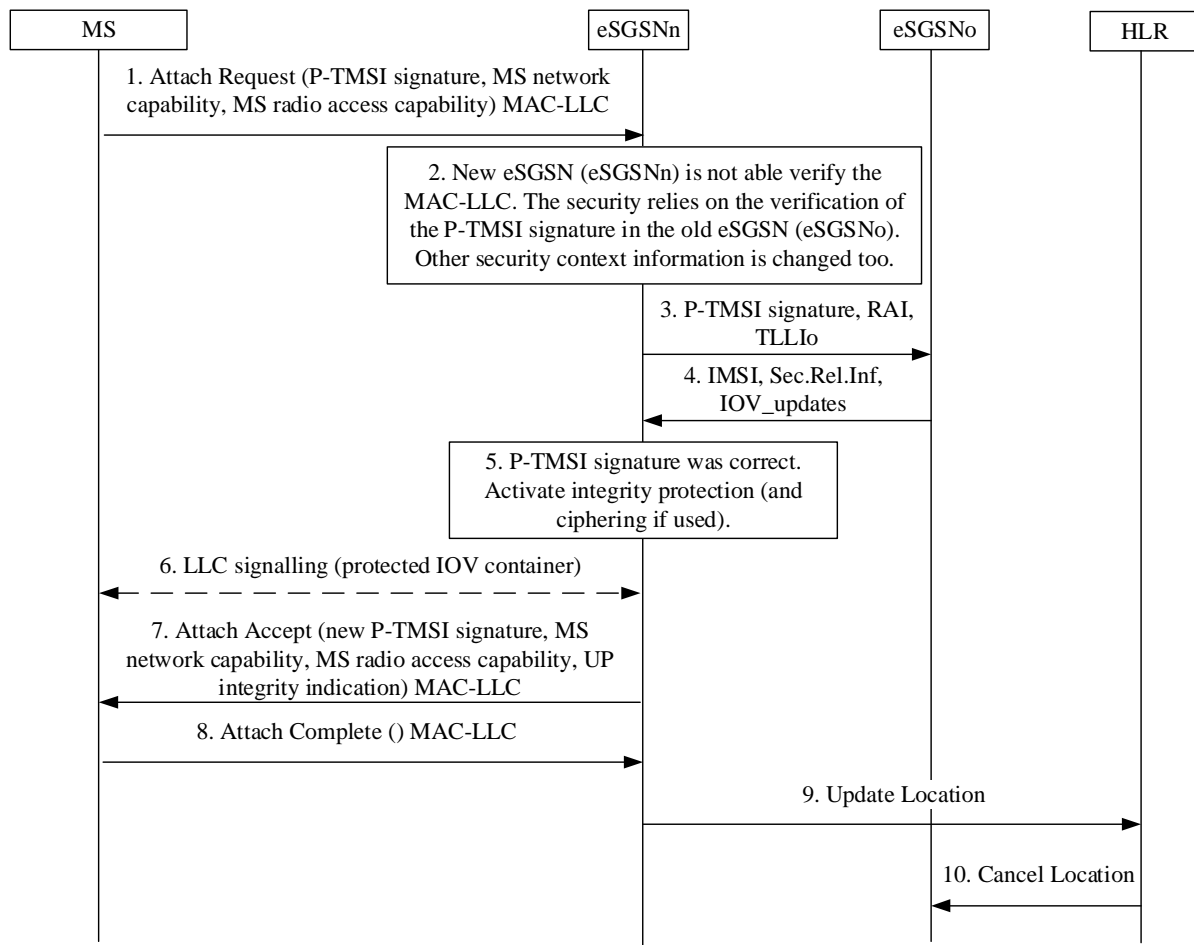 MS
eSGSNn
eSGSNo
HLR
1. Attach Request (P-TMSI signature, MS network
capability, MS radio access capability) MAC-LLC
2. New eSGSN (eSGSNn) is not able verify the
MAC-LLC. The security relies on the verification of
the P-TMSI signature in the old eSGSN (eSGSNo).
Other security context information is changed too.
3. P-TMSI signature, RAI,
TLLIo
4. IMSI, Sec.Rel.Inf,
IOV_updates
5. P-TMSI signature was correct.
Activate integrity protection (and
ciphering if used).
6. LLC signalling (protected IOV container)
7. Attach Accept (new P-TMSI signature, MS
network capability, MS radio access capability, UP
integrity indication) MAC-LLC
8. Attach Complete () MAC-LLC
9. Update Location
10. Cancel Location